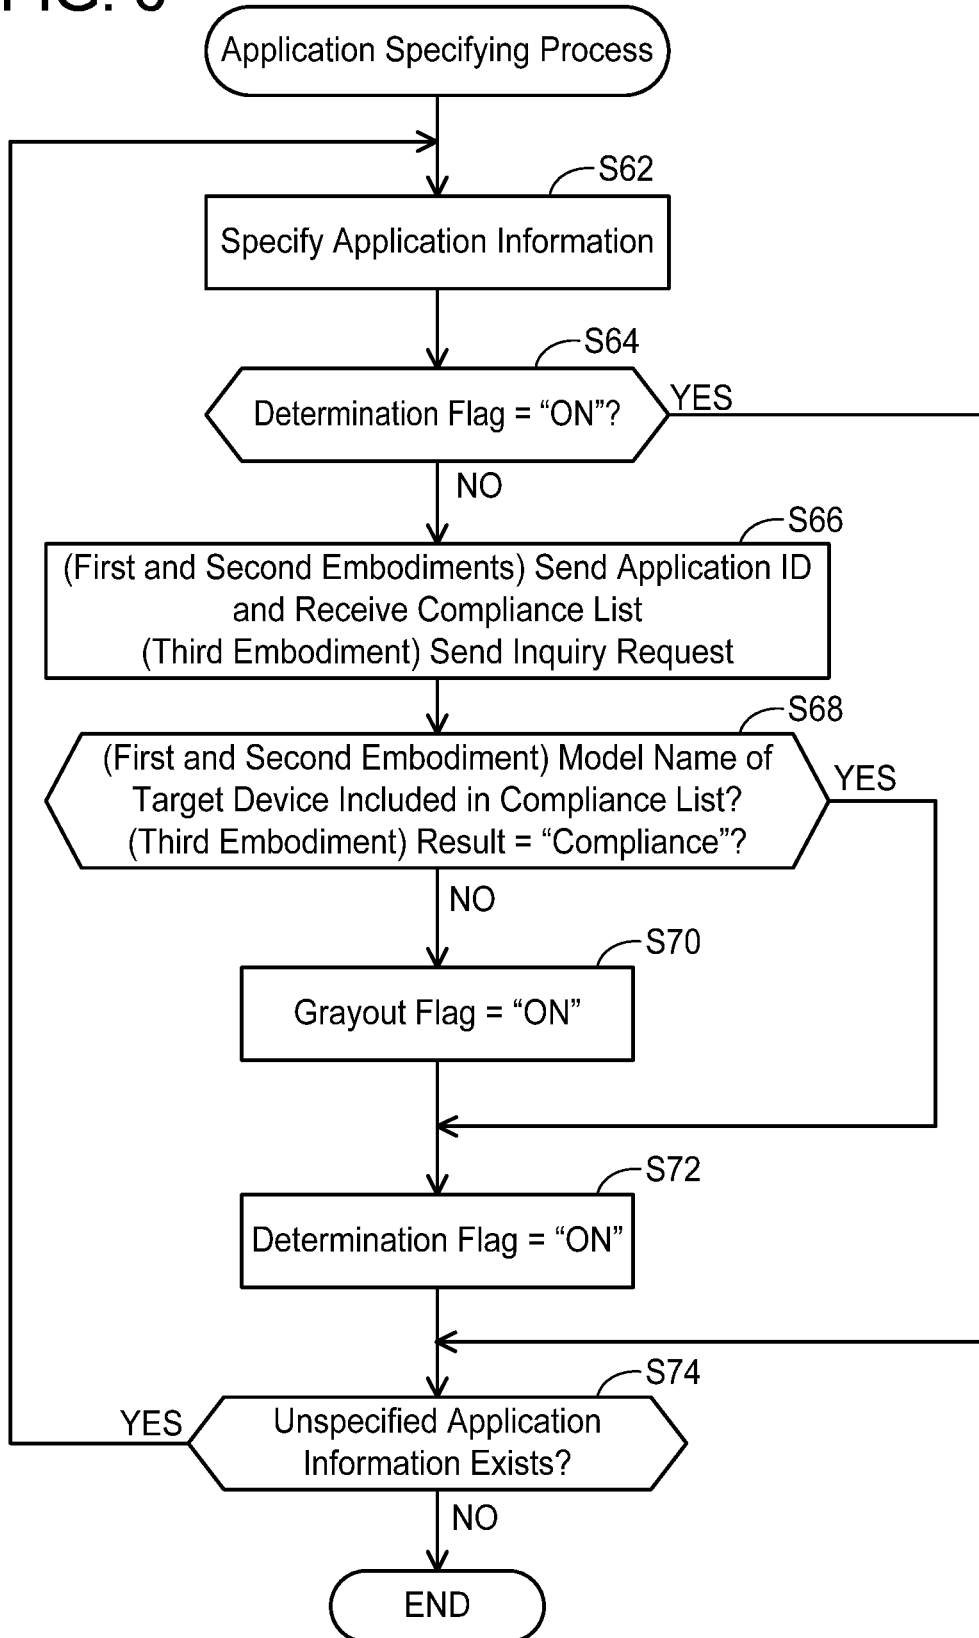 Application Specifying Process
S62
Specify Application Information
S64
Determination Flag = “ON”?
YES
NO
S66
(First and Second Embodiments) Send Application ID
and Receive Compliance List
(Third Embodiment) Send Inquiry Request
S68
(First and Second Embodiment) Model Name of
Target Device Included in Compliance List?
(Third Embodiment) Result = “Compliance”?
YES
NO
S70
Grayout Flag = “ON”
S72
Determination Flag = “ON”
S74
Unspecified Application
Information Exists?
YES
NO
END